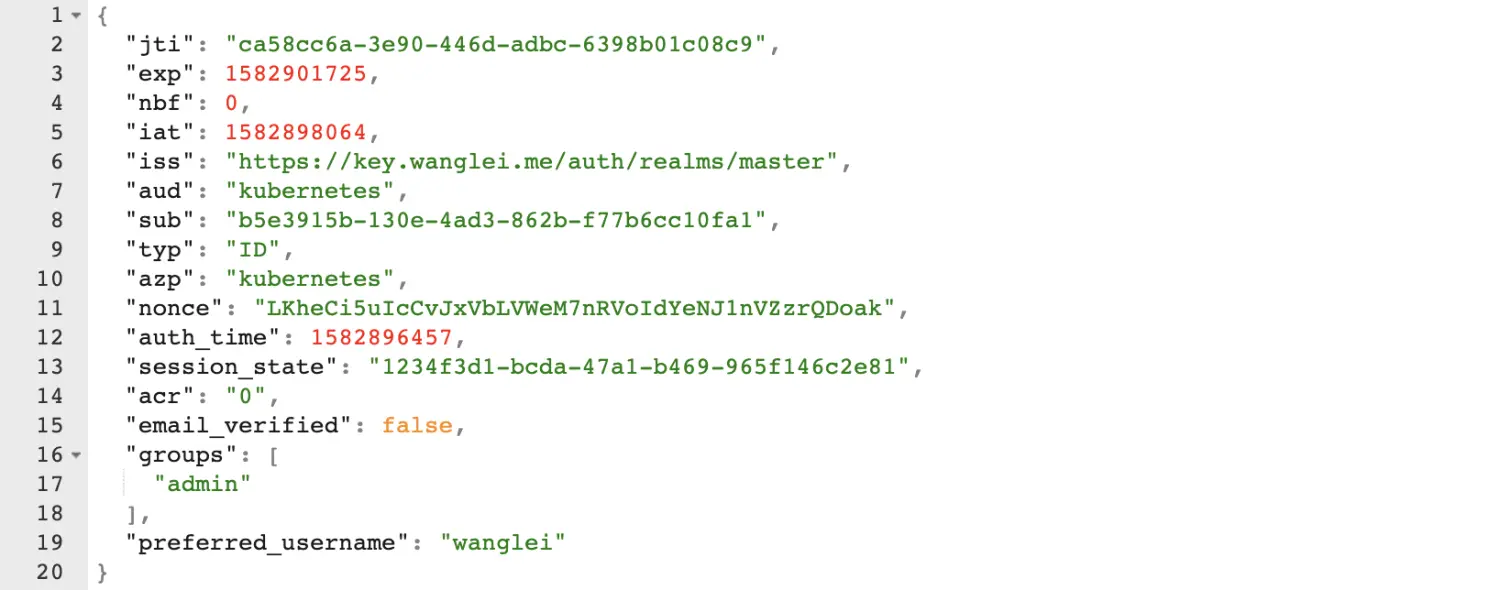 1 {
2 "jti": "ca58cc6a-3e90-446d-adbc-6398b01c08c9",
3 "exp": 1582901725,
4 "nbf": 0,
5 "iat": 1582898064,
6 "iss": "https://key.wanglei.me/auth/realms/master",
7 "aud": "kubernetes",
8 "sub": "b5e3915b-130e-4ad3-862b-f77b6cc10fa1",
9 "typ": "ID",
10 "azp": "kubernetes",
11 "nonce": "LKheCi5uIcCvJxVbLVWeM7nRVoIdYeNJ1nVZzrQDoak",
12 "auth_time": 1582896457,
13 "session_state": "1234f3d1-bcda-47a1-b469-965f146c2e81",
14 "acr": "0",
15 "email_verified": false,
16 "groups": [
17 "admin"
18 ],
19 "preferred_username": "wanglei"
20 }